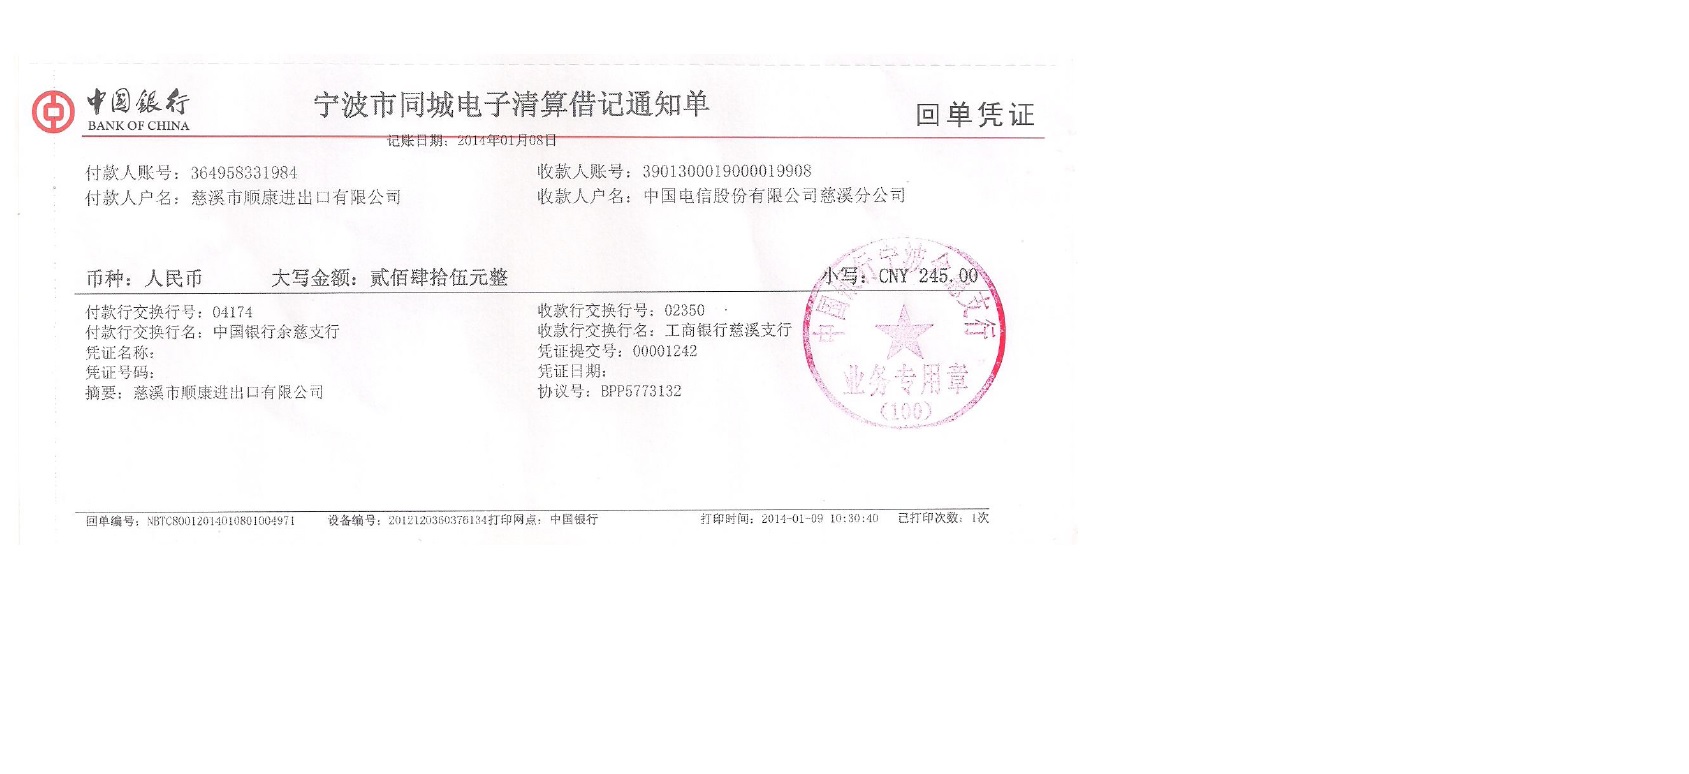 中国銀行
BANK OF CHINA
宁波市同城电子清算借记通知单
回单凭证
记账日期：2014年01月08日
付款人账号：364958331984 收款人账号：3901300019000019908
付款人户名：慈溪市顺康进出口有限公司 收款人户名：中国电信股份有限公司慈溪分公司
币种：人民币 大写金额：贰佰肆拾伍元整 小写：CNY 245.00
付款行交换行号：04174 收款行交换行号：02350
付款行交换行名：中国银行余慈支行 收款行交换行名：工商银行慈溪支行
凭证名称： 凭证提交号：00001242
凭证号码： 凭证日期：
摘要：慈溪市顺康进出口有限公司 协议号：BPP5773132
中国银行宁波余慈支行
业务专用章
(100)
回单编号：NBTC80012014010801004971 设备编号：2012120360376134打印网点：中国银行 打印时间：2014-01-09 10:30:40 已打印次数：1次